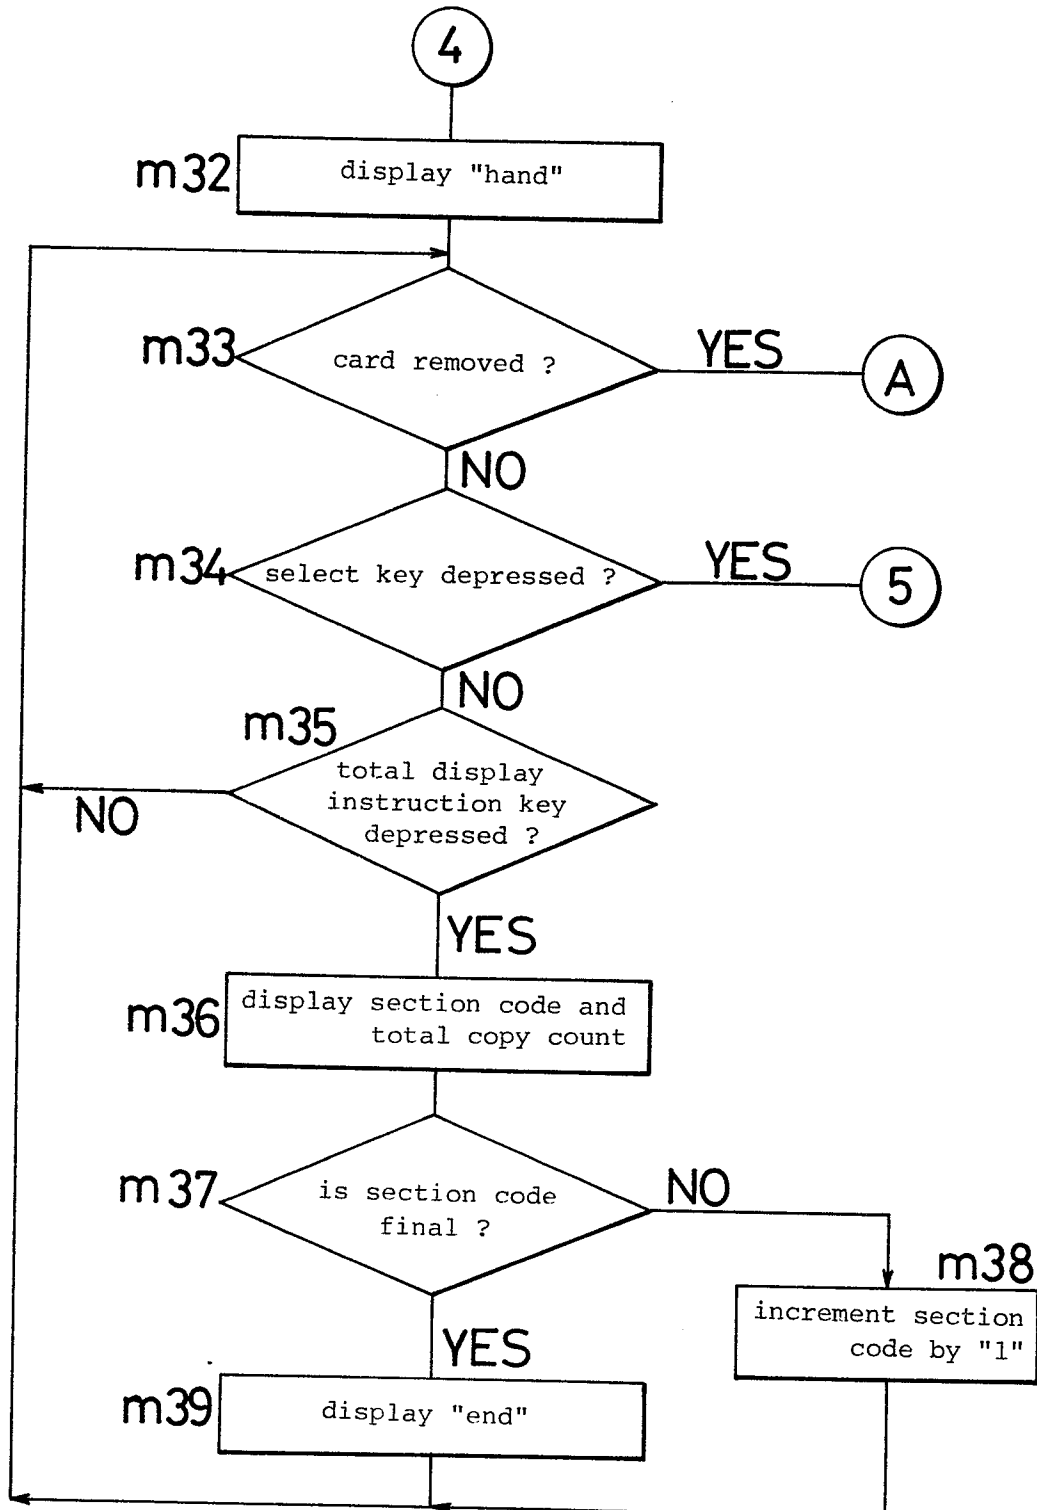 4
m32
display "hand"
m33
card removed ?
YES
A
NO
m34
select key depressed ?
YES
5
NO
m35
total display
instruction key
depressed ?
NO
YES
m36
display section code and
total copy count
m37
is section code
final ?
NO
m38
increment section
code by "1"
YES
m39
display "end"